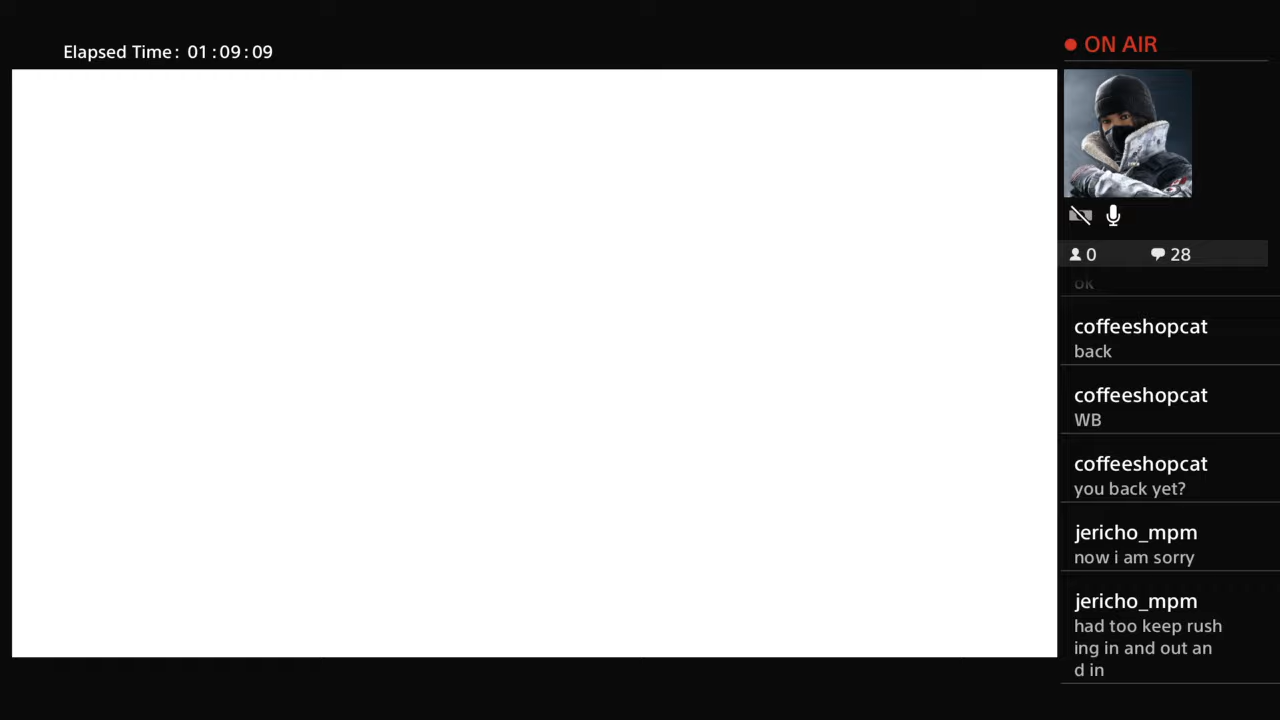 Elapsed Time: 01:09:09
ON AIR
0 28
ok
coffeeshopcat
back
coffeeshopcat
WB
coffeeshopcat
you back yet?
jericho_mpm
now i am sorry
jericho_mpm
had too keep rush
ing in and out an
d in